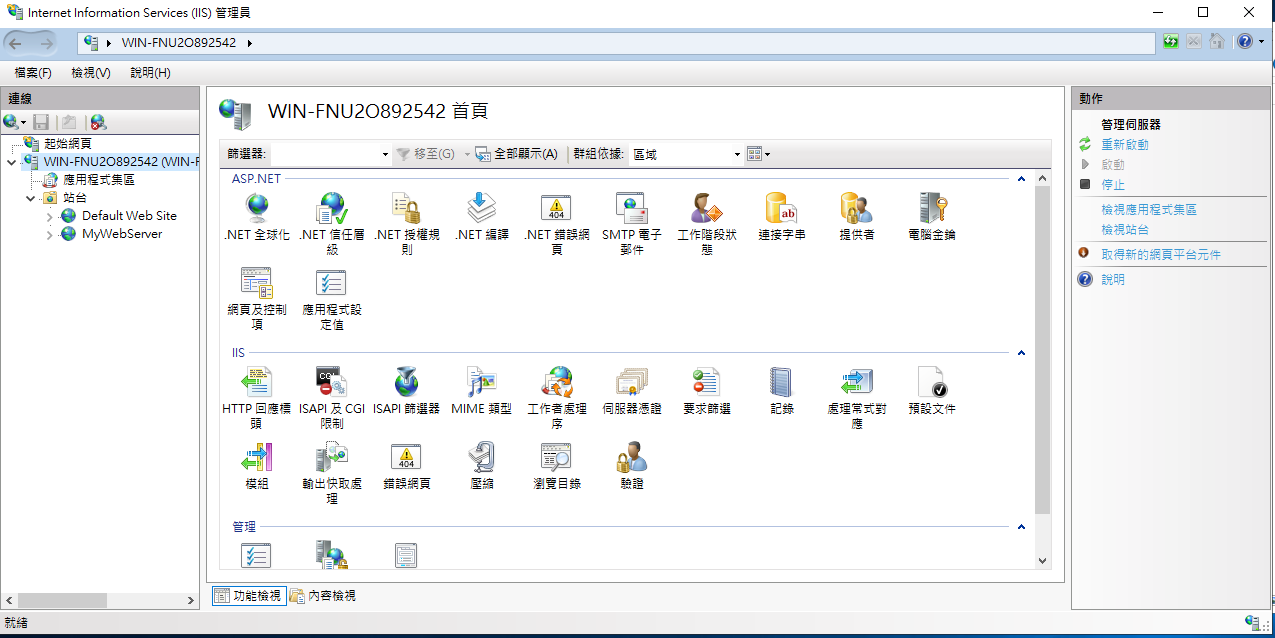 Internet Information Services (IIS) 管理員
WIN-FNU2O892542
檔案(F) 檢視(V) 說明(H)
連線
起始網頁
WIN-FNU2O892542 (WIN-F
應用程式集區
站台
Default Web Site
MyWebServer
WIN-FNU2O892542 首頁
篩選器: 移至(G) 全部顯示(A) 群組依據: 區域
ASP.NET
.NET 全球化
.NET 信任層級
.NET 授權規則
.NET 編譯
.NET 錯誤網頁
SMTP 電子郵件
工作階段狀態
連接字串
提供者
電腦金鑰
網頁及控制項
應用程式設定值
IIS
HTTP 回應標頭
ISAPI 及 CGI 限制
ISAPI 篩選器
MIME 類型
工作者處理序
伺服器憑證
要求篩選
記錄
處理常式對應
預設文件
模組
輸出快取處理
錯誤網頁
壓縮
瀏覽目錄
驗證
管理
功能檢視 內容檢視
動作
管理伺服器
重新啟動
啟動
停止
檢視應用程式集區
檢視站台
取得新的網頁平台元件
說明
就緒